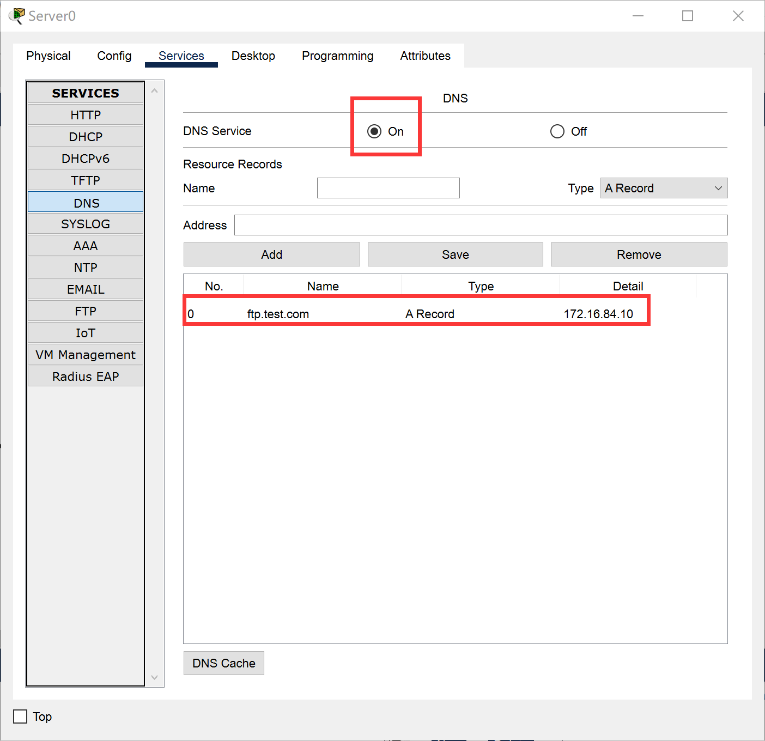 Server0
Physical Config Services Desktop Programming Attributes
SERVICES
HTTP
DHCP
DHCPv6
TFTP
DNS
SYSLOG
AAA
NTP
EMAIL
FTP
IoT
VM Management
Radius EAP
DNS
DNS Service On Off
Resource Records
Name Type A Record
Address
Add Save Remove
No. Name Type Detail
0 ftp.test.com A Record 172.16.84.10
DNS Cache
Top